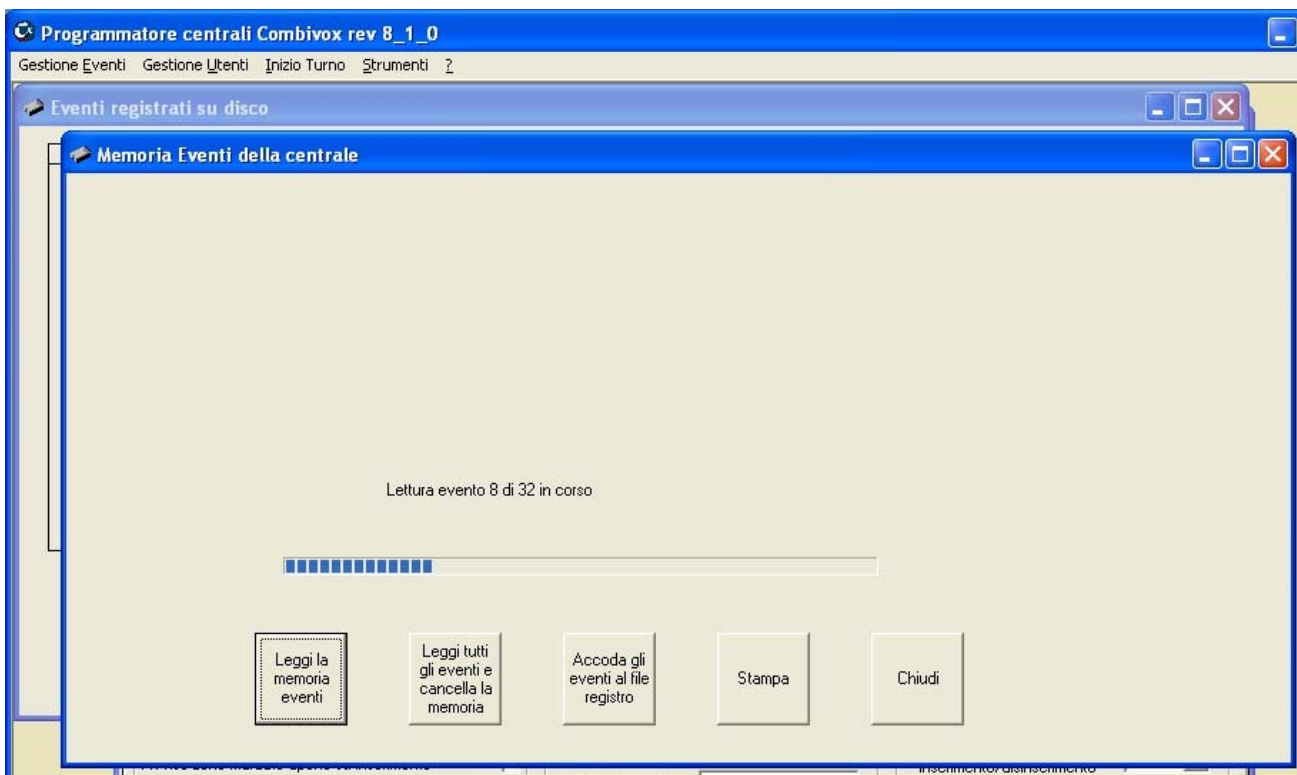 Programmatore centrali Combivox rev 8_1_0
Gestione Eventi Gestione Utenti Inizio Turno Strumenti ?
Eventi registrati su disco
Memoria Eventi della centrale
Lettura evento 8 di 32 in corso
Leggi la
memoria
eventi
Leggi tutti
gli eventi e
cancella la
memoria
Accoda gli
eventi al file
registro
Stampa
Chiudi
inserimento/disinserimento